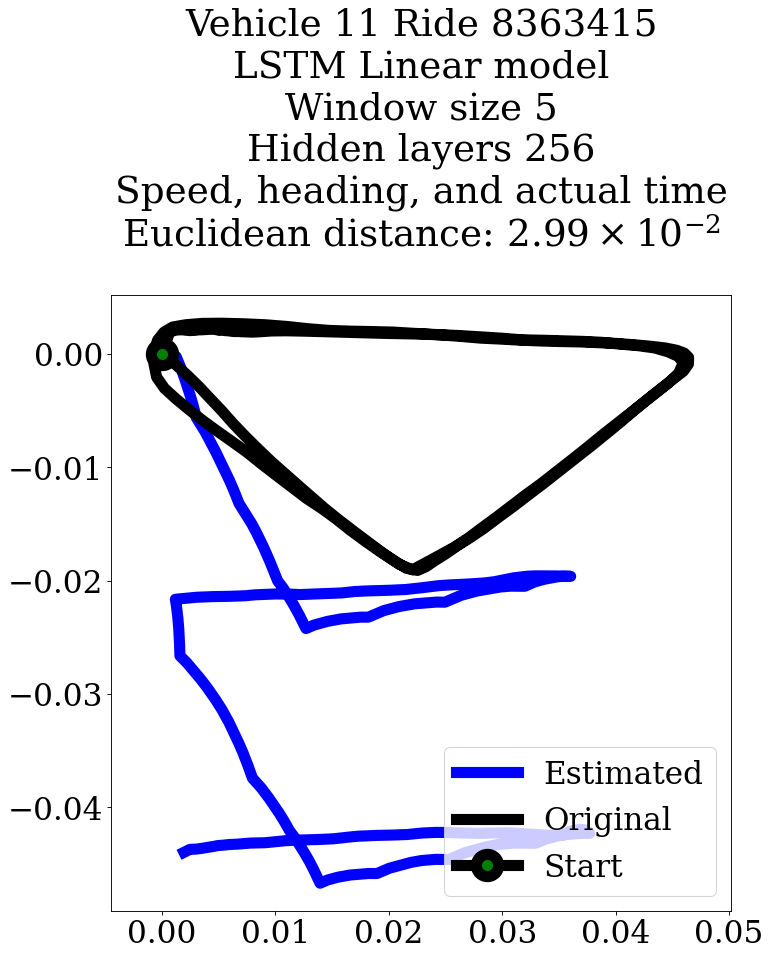 Vehicle 11 Ride 8363415
LSTM Linear model
Window size 5
Hidden layers 256
Speed, heading, and actual time
Euclidean distance: 2.99 × 10⁻²
0.00
−0.01
−0.02
−0.03
−0.04
Estimated
Original
Start
0.00 0.01 0.02 0.03 0.04 0.05